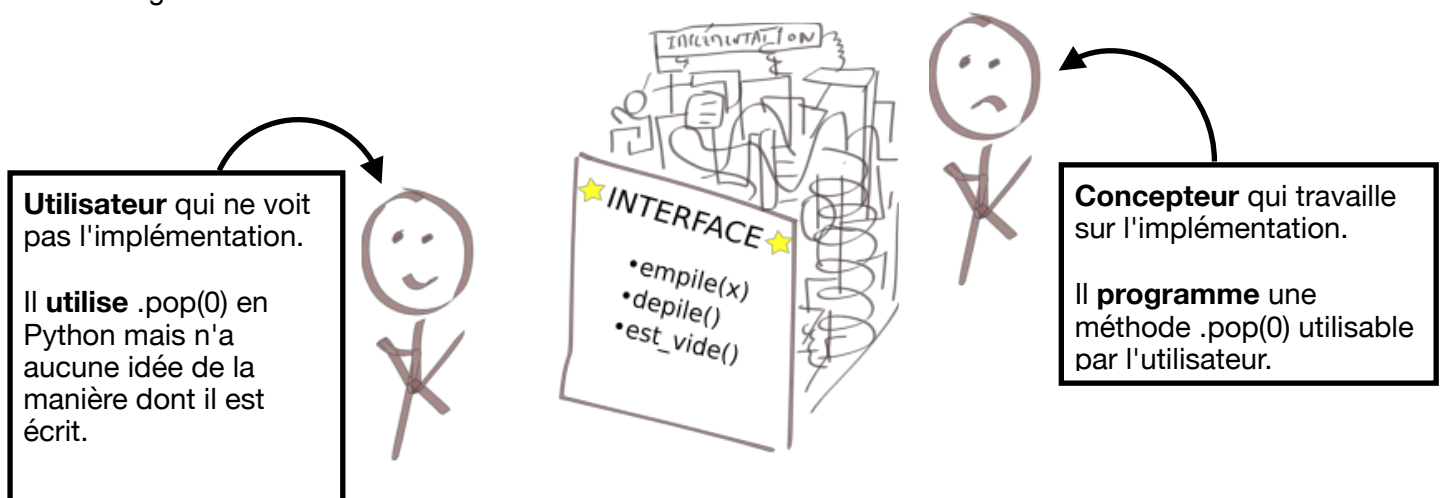 IMPLÉMENTATION
Utilisateur qui ne voit
pas l'implémentation.
Il utilise .pop(0) en
Python mais n'a
aucune idée de la
manière dont il est
écrit.
INTERFACE
•empile(x)
•depile()
•est_vide()
Concepteur qui travaille
sur l'implémentation.
Il programme une
méthode .pop(0) utilisable
par l'utilisateur.